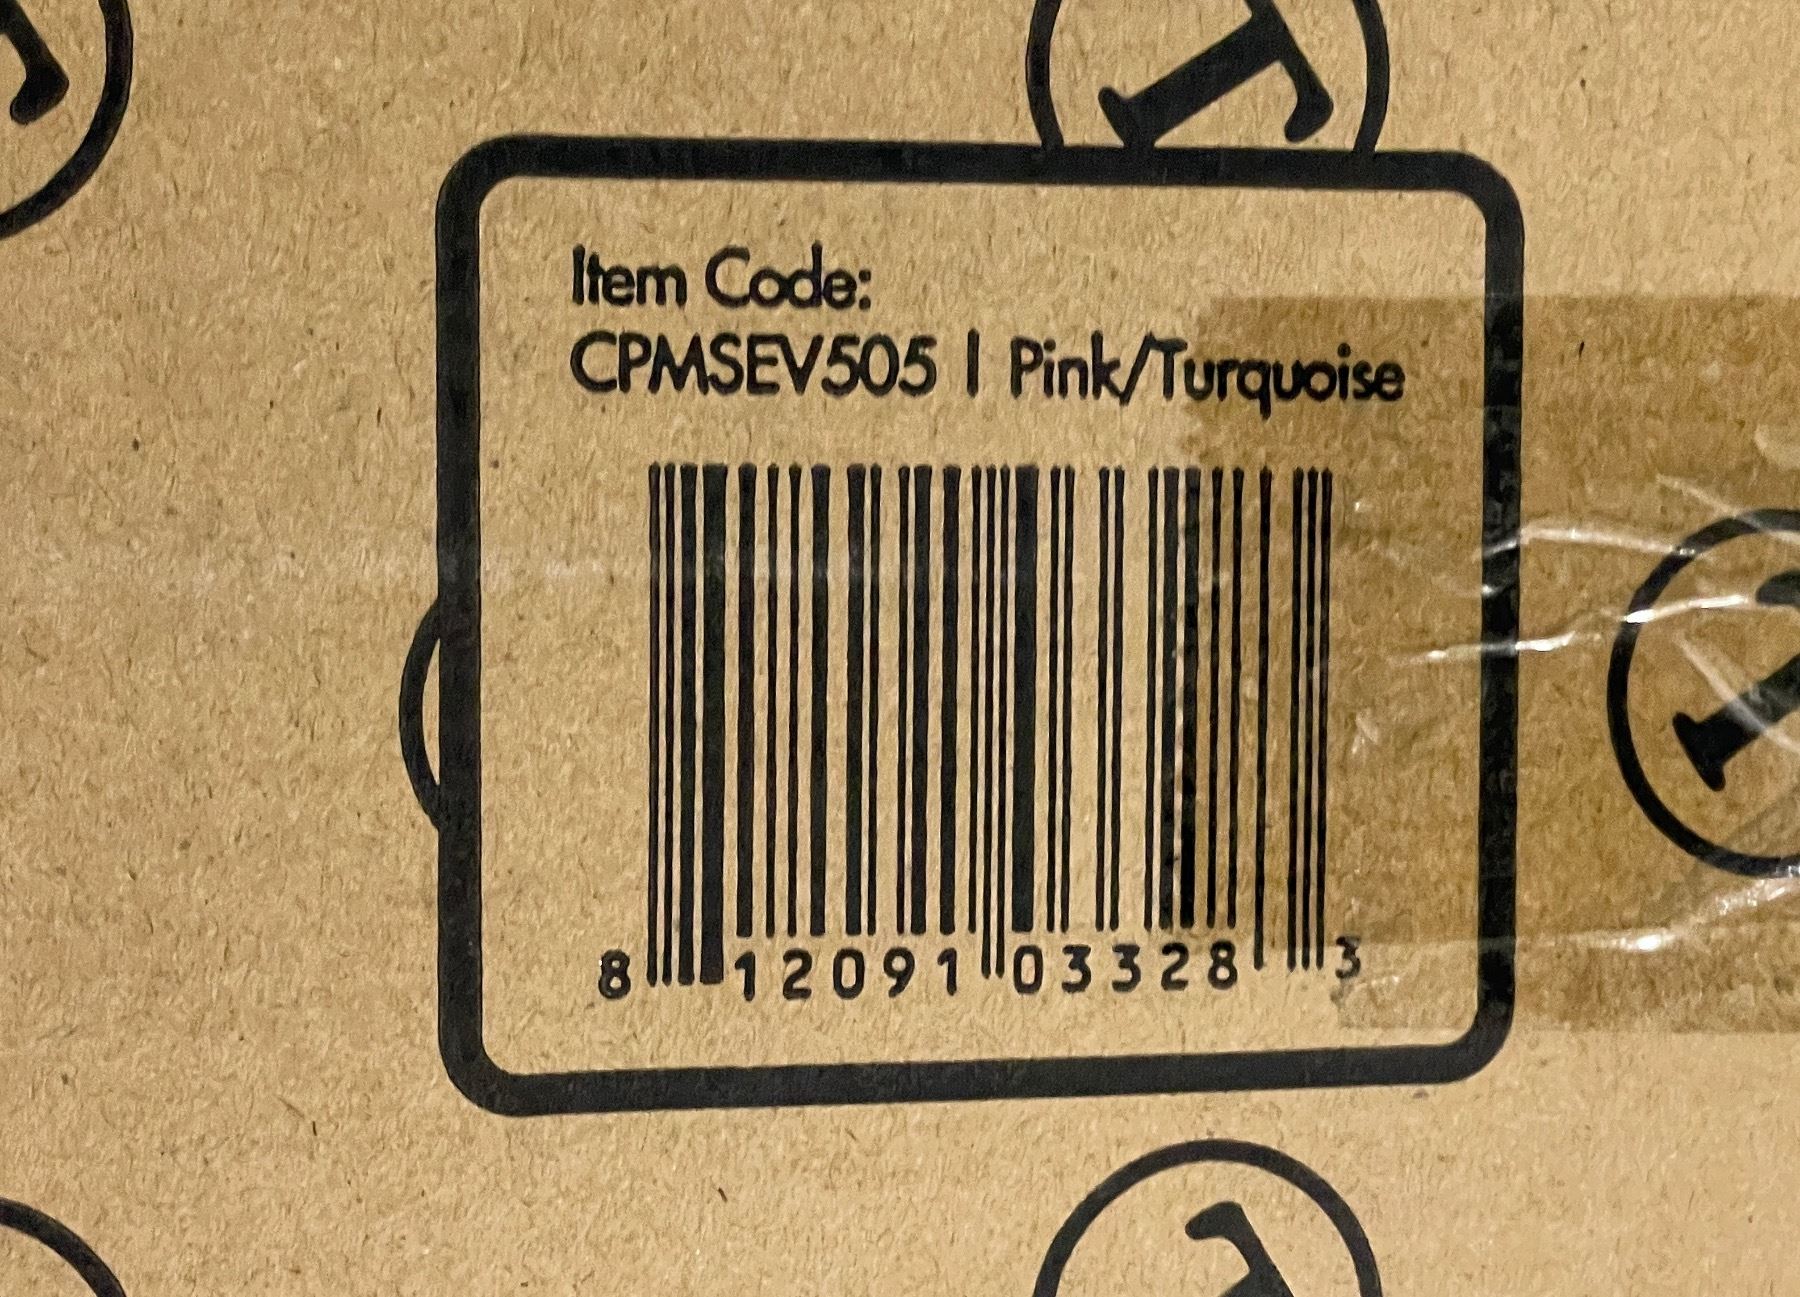 Item Code:
CPMSEV505 | Pink/Turquoise
8 12091 03328 3